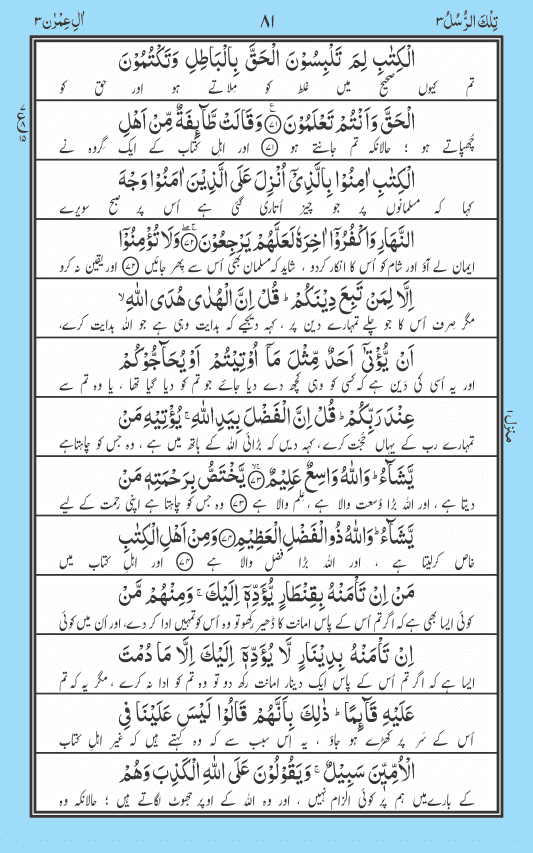 تِلْكَ الرُّسُلُ ٣ ٨١ اٰلِ عِمْرٰن ٣
الْكِتٰبِ لِمَ تَلْبِسُوْنَ الْحَقَّ بِالْبَاطِلِ وَتَكْتُمُوْنَ
تم کیوں صحیح میں غلط کو ملاتے ہو اور حق کو
الْحَقَّ وَاَنْتُمْ تَعْلَمُوْنَ ۟﴿٧١﴾ وَقَالَتْ طَّآىِٕفَةٌ مِّنْ اَهْلِ
چُھپاتے ہو ؛ حالانکہ تم جانتے ہو ﴿٧١﴾ اور اہل کتاب کے ایک گروہ نے
الْكِتٰبِ اٰمِنُوْا بِالَّذِیْۤ اُنْزِلَ عَلَی الَّذِیْنَ اٰمَنُوْا وَجْهَ
کہا کہ مسلمانوں پر جو چیز اُتاری گئی ہے اُس پر صبح سویرے
النَّهَارِ وَاكْفُرُوْۤا اٰخِرَهٗ لَعَلَّهُمْ یَرْجِعُوْنَ ﴿٧٢﴾ وَلَا تُؤْمِنُوْۤا
ایمان لے آؤ اور شام کو اُس کا انکار کردو ، شاید کہ مسلمان بھی اُس سے پھر جائیں ﴿٧٢﴾ اور یقین نہ کرو
اِلَّا لِمَنْ تَبِعَ دِیْنَكُمْ ؕ قُلْ اِنَّ الْهُدٰی هُدَی اللّٰهِ ۙ
مگر صِرف اُس کا جو چلے تمہارے دین پر ، کہہ دیجیے کہ ہدایت وہی ہے جو اللہ ہدایت کرے،
اَنْ یُّؤْتٰۤی اَحَدٌ مِّثْلَ مَاۤ اُوْتِیْتُمْ اَوْ یُحَآجُّوْكُمْ
اور یہ اُسی کی دَین ہے کہ کسی کو وہی کچھ دے دیا جائے جو تم کو دیا گیا تھا ، یا وہ تم سے
عِنْدَ رَبِّكُمْ ؕ قُلْ اِنَّ الْفَضْلَ بِیَدِ اللّٰهِ ۚ یُؤْتِیْهِ مَنْ
تمہارے رب کے یہاں حُجّت کرے، کہہ دیں کہ بڑائی اللہ کے ہاتھ میں ہے ، وہ جس کو چاہتا ہے
یَّشَآءُ ؕ وَاللّٰهُ وَاسِعٌ عَلِیْمٌ ۚۙ﴿٧٣﴾ یَّخْتَصُّ بِرَحْمَتِهٖ مَنْ
دیتا ہے ، اور اللہ بڑا وُسعت والا ہے ، علم والا ہے ﴿٧٣﴾ وہ جس کو چاہتا ہے اپنی رحمت کے لیے
یَّشَآءُ ؕ وَاللّٰهُ ذُو الْفَضْلِ الْعَظِیْمِ ﴿٧٤﴾ وَمِنْ اَهْلِ الْكِتٰبِ
خاص کرلیتا ہے ، اور اللہ بڑا فضل والا ہے ﴿٧٤﴾ اور اہلِ کتاب میں
مَنْ اِنْ تَاْمَنْهُ بِقِنْطَارٍ یُّؤَدِّهٖۤ اِلَیْكَ ۚ وَمِنْهُمْ مَّنْ
کوئی ایسا بھی ہے کہ اگر تم اُس کے پاس امانت کا ڈھیر رکھو تو وہ اُس کو تمہیں ادا کر دے، اور اُن میں کوئی
اِنْ تَاْمَنْهُ بِدِیْنَارٍ لَّا یُؤَدِّهٖۤ اِلَیْكَ اِلَّا مَا دُمْتَ
ایسا ہے کہ اگر تم اُس کے پاس ایک دینار امانت رکھ دو تو وہ تم کو ادا نہ کرے ، مگر یہ کہ تم
عَلَیْهِ قَآىِٕمًا ؕ ذٰلِكَ بِاَنَّهُمْ قَالُوْا لَیْسَ عَلَیْنَا فِی
اُس کے سَر پر کھڑے ہو جاؤ ، یہ اِس سبب سے کہ وہ کہتے ہیں کہ غیر اہلِ کتاب
الْاُمِّیّٖنَ سَبِیْلٌ ۚ وَیَقُوْلُوْنَ عَلَی اللّٰهِ الْكَذِبَ وَهُمْ
کے بارے میں ہم پر کوئی الزام نہیں ، اور وہ اللہ کے اوپر جھوٹ لگاتے ہیں ؛ حالانکہ وہ
منزل ١